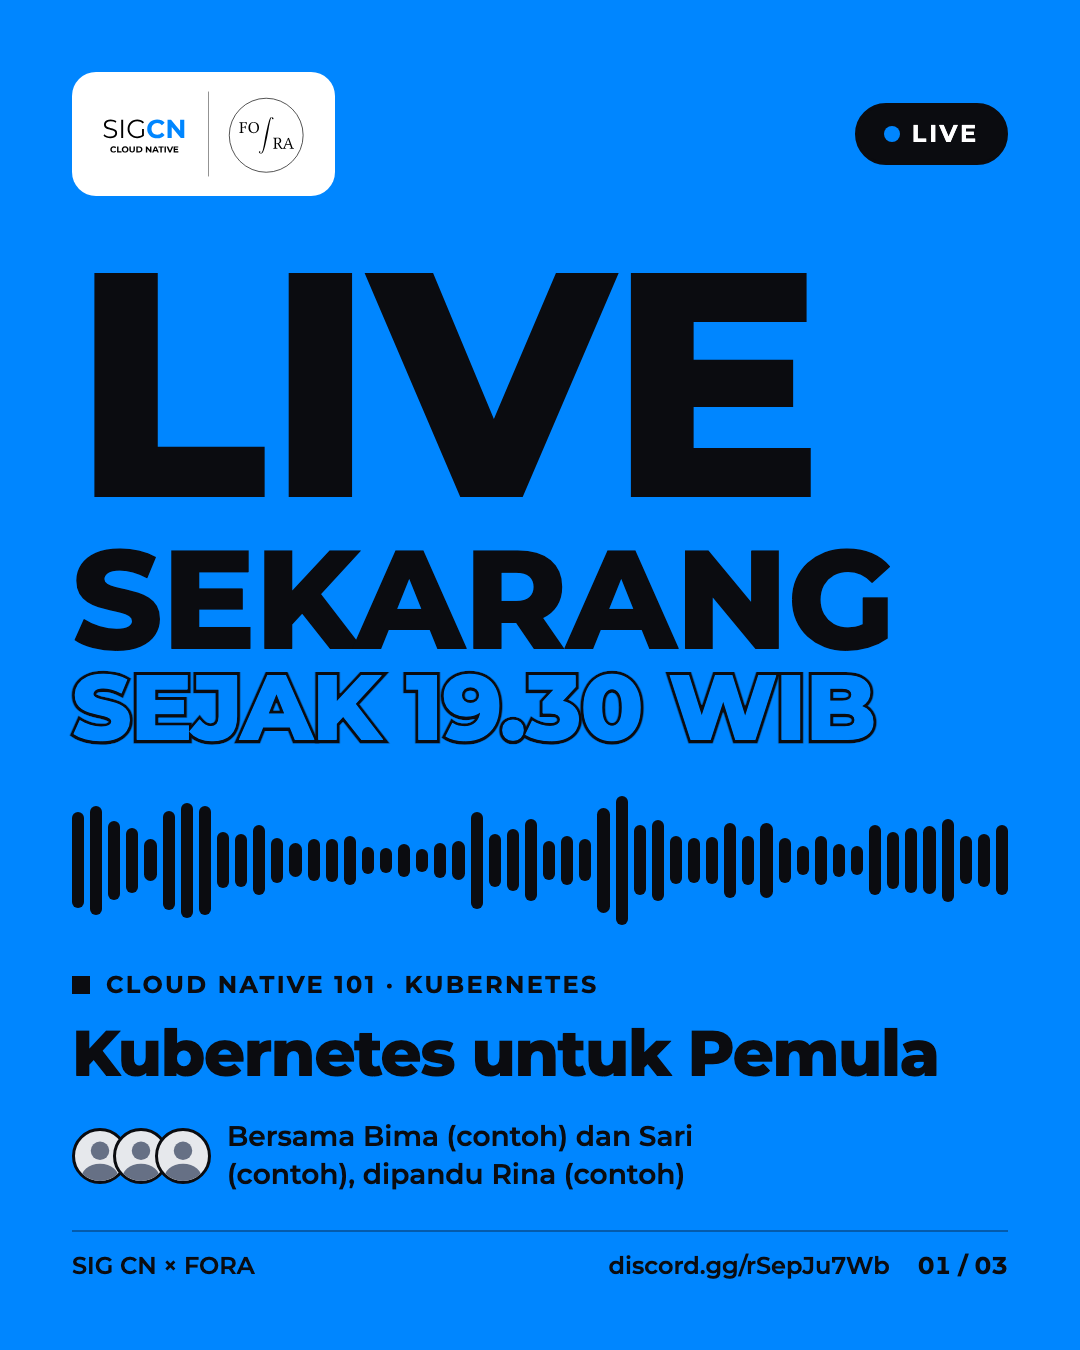 SIGCN
CLOUD NATIVE
FO
RA
LIVE
LIVE
SEKARANG
SEJAK 19.30 WIB
CLOUD NATIVE 101 · KUBERNETES
Kubernetes untuk Pemula
Bersama Bima (contoh) dan Sari
(contoh), dipandu Rina (contoh)
SIG CN × FORA
discord.gg/rSepJu7Wb 01 / 03